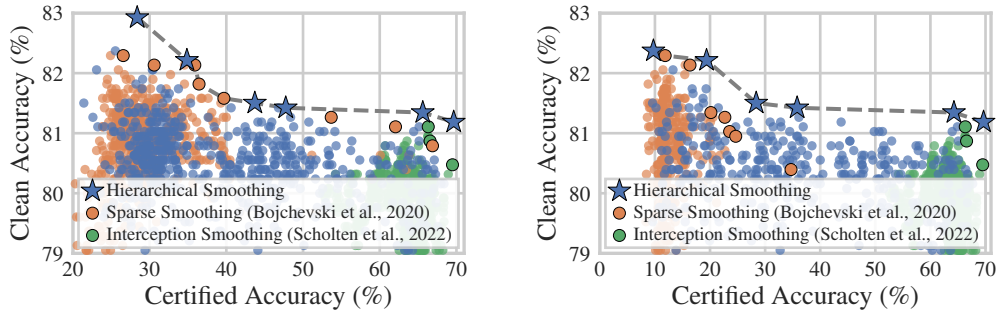 83
82
81
80
79
Clean Accuracy (%)
Hierarchical Smoothing
Sparse Smoothing (Bojchevski et al., 2020)
Interception Smoothing (Scholten et al., 2022)
20 30 40 50 60 70
Certified Accuracy (%)
83
82
81
80
79
Clean Accuracy (%)
Hierarchical Smoothing
Sparse Smoothing (Bojchevski et al., 2020)
Interception Smoothing (Scholten et al., 2022)
0 10 20 30 40 50 60 70
Certified Accuracy (%)